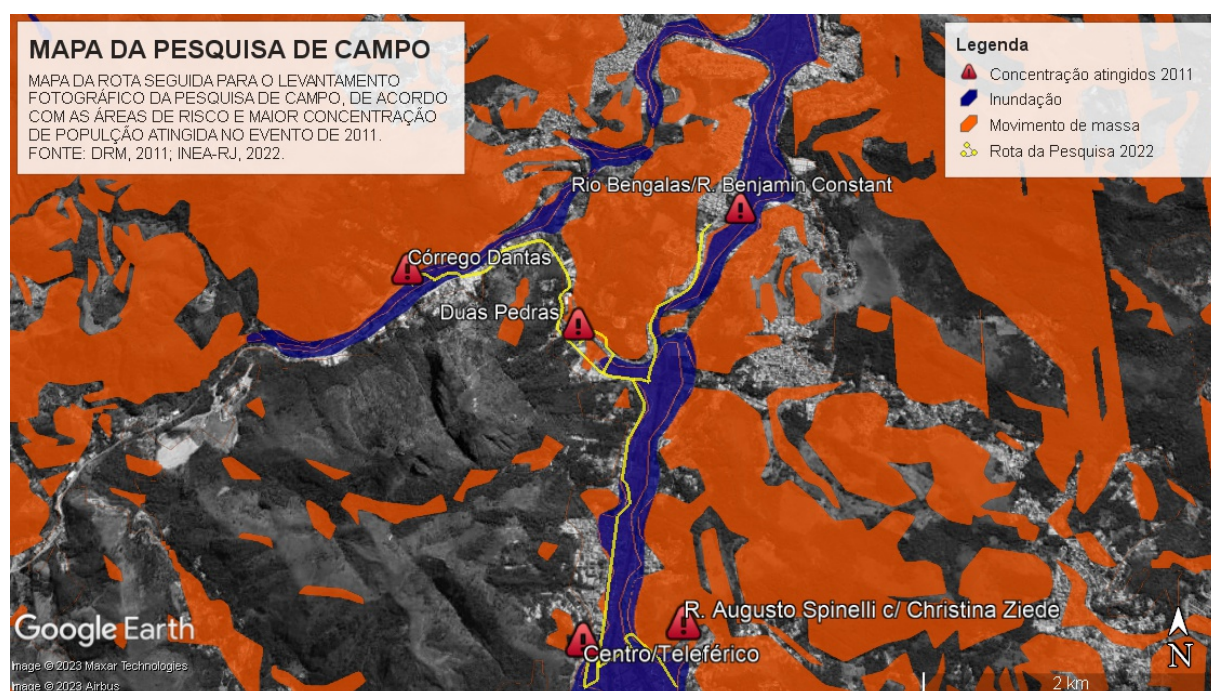 MAPA DA PESQUISA DE CAMPO
MAPA DA ROTA SEGUIDA PARA O LEVANTAMENTO
FOTOGRÁFICO DA PESQUISA DE CAMPO, DE ACORDO
COM AS ÁREAS DE RISCO E MAIOR CONCENTRAÇÃO
DE POPULÇÃO ATINGIDA NO EVENTO DE 2011.
FONTE: DRM, 2011; INEA-RJ, 2022.
Legenda
Concentração atingidos 2011
Inundação
Movimento de massa
Rota da Pesquisa 2022
Rio Bengalas/R. Benjamin Constant
Córrego Dantas
Duas Pedras
R. Augusto Spinelli c/ Christina Ziede
Centro/Teleférico
Google Earth
Image © 2023 Maxar Technologies
Image © 2023 Airbus
N
2 km